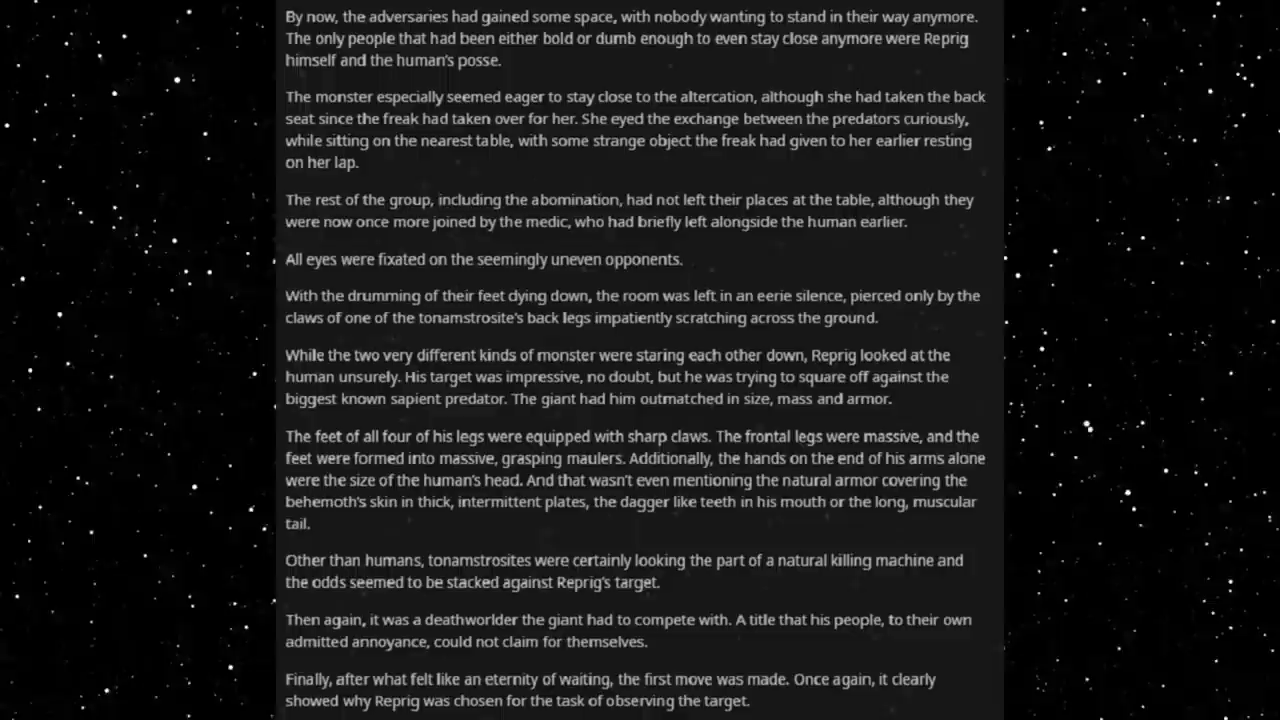 By now, the adversaries had gained some space, with nobody wanting to stand in their way anymore.
The only people that had been either bold or dumb enough to even stay close anymore were Reprig
himself and the human's posse.
The monster especially seemed eager to stay close to the altercation, although she had taken the back
seat since the freak had taken over for her. She eyed the exchange between the predators curiously,
while sitting on the nearest table, with some strange object the freak had given to her earlier resting
on her lap.
The rest of the group, including the abomination, had not left their places at the table, although they
were now once more joined by the medic, who had briefly left alongside the human earlier.
All eyes were fixated on the seemingly uneven opponents.
With the drumming of their feet dying down, the room was left in an eerie silence, pierced only by the
claws of one of the tonamstrosite's back legs impatiently scratching across the ground.
While the two very different kinds of monster were staring each other down, Reprig looked at the
human unsurely. His target was impressive, no doubt, but he was trying to square off against the
biggest known sapient predator. The giant had him outmatched in size, mass and armor.
The feet of all four of his legs were equipped with sharp claws. The frontal legs were massive, and the
feet were formed into massive, grasping maulers. Additionally, the hands on the end of his arms alone
were the size of the human's head. And that wasn't even mentioning the natural armor covering the
behemoth's skin in thick, intermittent plates, the dagger like teeth in his mouth or the long, muscular
tail.
Other than humans, tonamstrosites were certainly looking the part of a natural killing machine and
the odds seemed to be stacked against Reprig's target.
Then again, it was a deathworlder the giant had to compete with. A title that his people, to their own
admitted annoyance, could not claim for themselves.
Finally, after what felt like an eternity of waiting, the first move was made. Once again, it clearly
showed why Reprig was chosen for the task of observing the target.